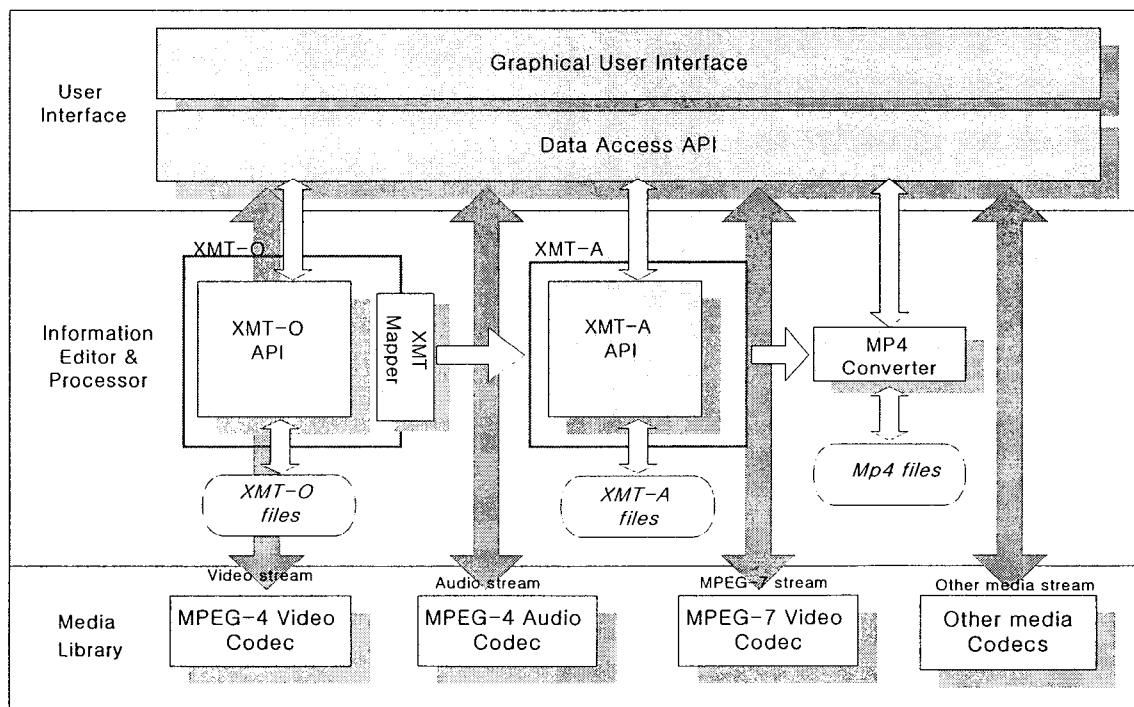 Graphical User Interface
User
Interface
Data Access API
XMT-O
XMT-A
XMT-O
API
XMT
Mapper
XMT-A
API
Information
Editor &
Processor
MP4
Converter
XMT-O
files
XMT-A
files
Mp4 files
Video stream
Audio stream
MPEG-7 stream
Other media stream
Media
Library
MPEG-4 Video
Codec
MPEG-4 Audio
Codec
MPEG-7 Video
Codec
Other media
Codecs